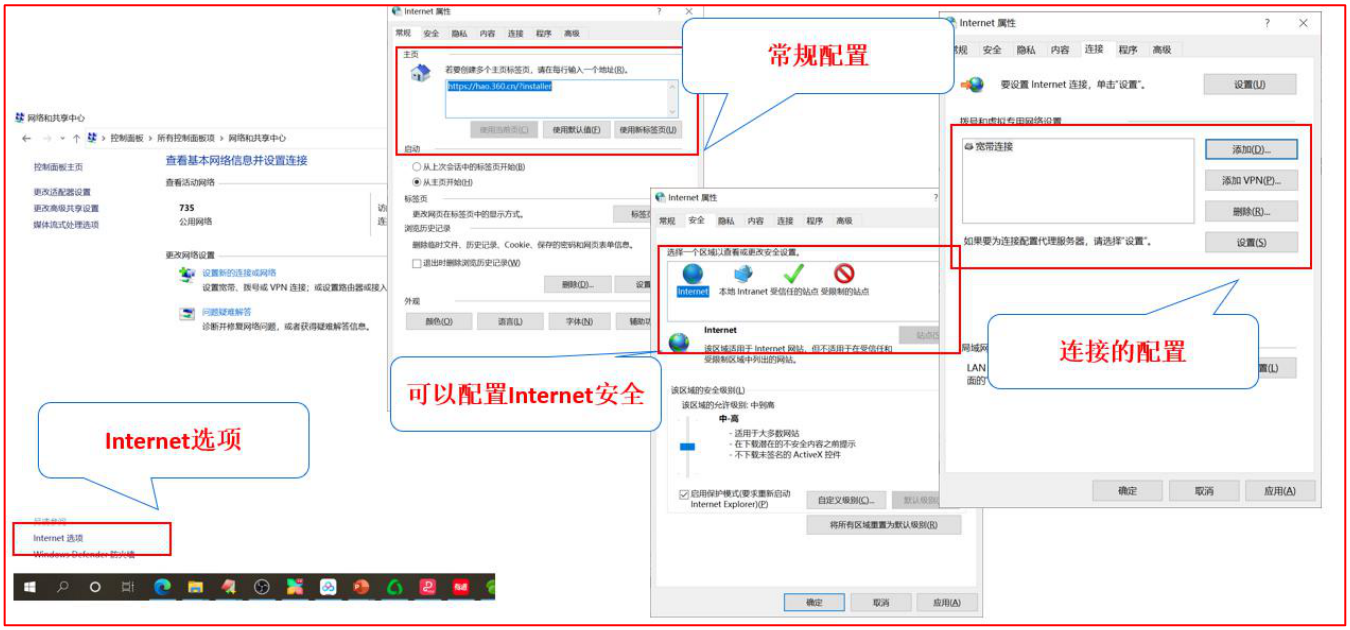 网络和共享中心
控制面板 › 所有控制面板项 › 网络和共享中心
控制面板主页
更改适配器设置
更改高级共享设置
媒体流式处理选项
查看基本网络信息并设置连接
查看活动网络
735
公用网络
更改网络设置
设置新的连接或网络
设置宽带、拨号或 VPN 连接；或设置路由器或接入
问题疑难解答
诊断并修复网络问题，或者获得疑难解答信息。
Internet选项
Internet 选项
Windows Defender 防火墙
Internet 属性
常规 安全 隐私 内容 连接 程序 高级
主页
若要创建多个主页标签页，请在每行输入一个地址(R)。
https://hao.360.cn/?installer
使用当前页(C) 使用默认值(F) 使用新标签页(U)
启动
从上次会话中的标签页开始(B)
从主页开始(H)
标签页
更改网页在标签页中的显示方式。
浏览历史记录
删除临时文件、历史记录、Cookie、保存的密码和网页表单信息。
退出时删除浏览历史记录(W)
删除(D)...
外观
颜色(O) 语言(L) 字体(N)
常规配置
可以配置Internet安全
Internet 属性
常规 安全 隐私 内容 连接 程序 高级
选择一个区域以查看或更改安全设置。
Internet 本地 Intranet 受信任的站点 受限制的站点
Internet
该区域适用于 Internet 网站，但不适用于在受信任和
受限制区域中列出的网站。
该区域的安全级别(L)
该区域的允许级别: 中到高
中-高
- 适用于大多数网站
- 在下载潜在的不安全内容之前提示
- 不下载未签名的 ActiveX 控件
启用保护模式(要求重新启动
Internet Explorer)(P)
自定义级别(C)...
将所有区域重置为默认级别(R)
确定 取消 应用(A)
Internet 属性
安全 隐私 内容 连接 程序 高级
要设置 Internet 连接，单击“设置”。
设置(U)
拨号和虚拟专用网络设置
宽带连接
添加(D)...
添加 VPN(P)...
删除(R)...
如果要为连接配置代理服务器，请选择“设置”。
设置(S)
连接的配置
LAN
确定 取消 应用(A)